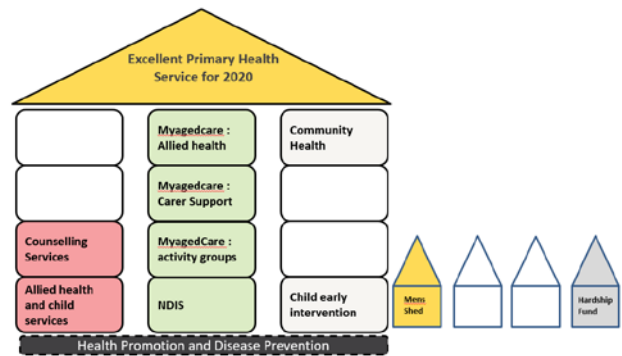 Excellent Primary Health
Service for 2020
Myagedcare :
Allied health
Community
Health
Myagedcare :
Carer Support
Counselling
Services
MyagedCare :
activity groups
Allied health
and child
services
NDIS
Child early
intervention
Mens
Shed
Hardship
Fund
Health Promotion and Disease Prevention